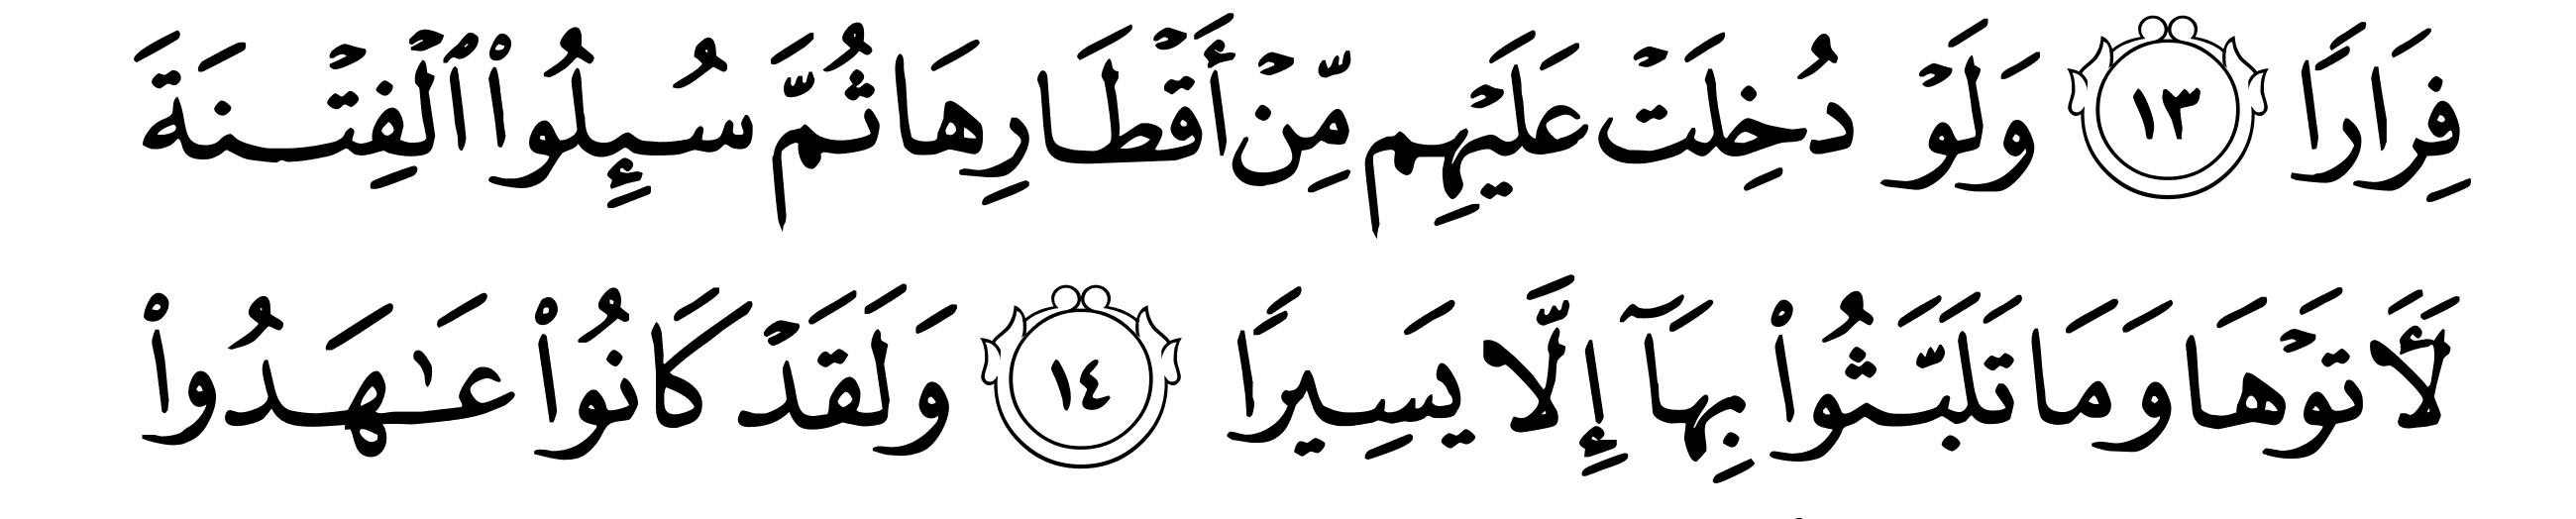 فِرَارًا ١٣ وَلَوْ دُخِلَتْ عَلَيْهِم مِّنْ أَقْطَارِهَا ثُمَّ سُئِلُوا۟ ٱلْفِتْنَةَ
لَأَتَوْهَا وَمَا تَلَبَّثُوا۟ بِهَآ إِلَّا يَسِيرًا ١٤ وَلَقَدْ كَانُوا۟ عَـٰهَدُوا۟